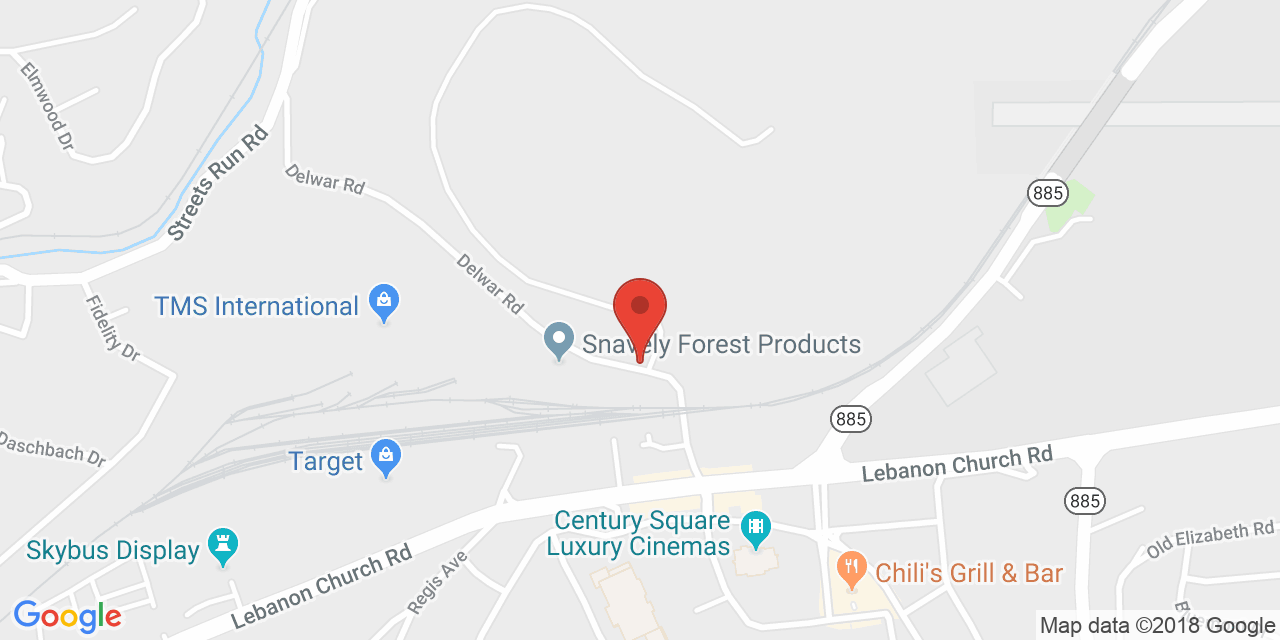 Elmwood Dr
Streets Run Rd
Delwar Rd
885
Delwar Rd
TMS International
Fidelity Dr
Snavely Forest Products
885
Daschbach Dr
Target
Lebanon Church Rd
885
Century Square
Luxury Cinemas
Skybus Display
Old Elizabeth Rd
Lebanon Church Rd
Regis Ave
Chili's Grill & Bar
Google
Map data ©2018 Google